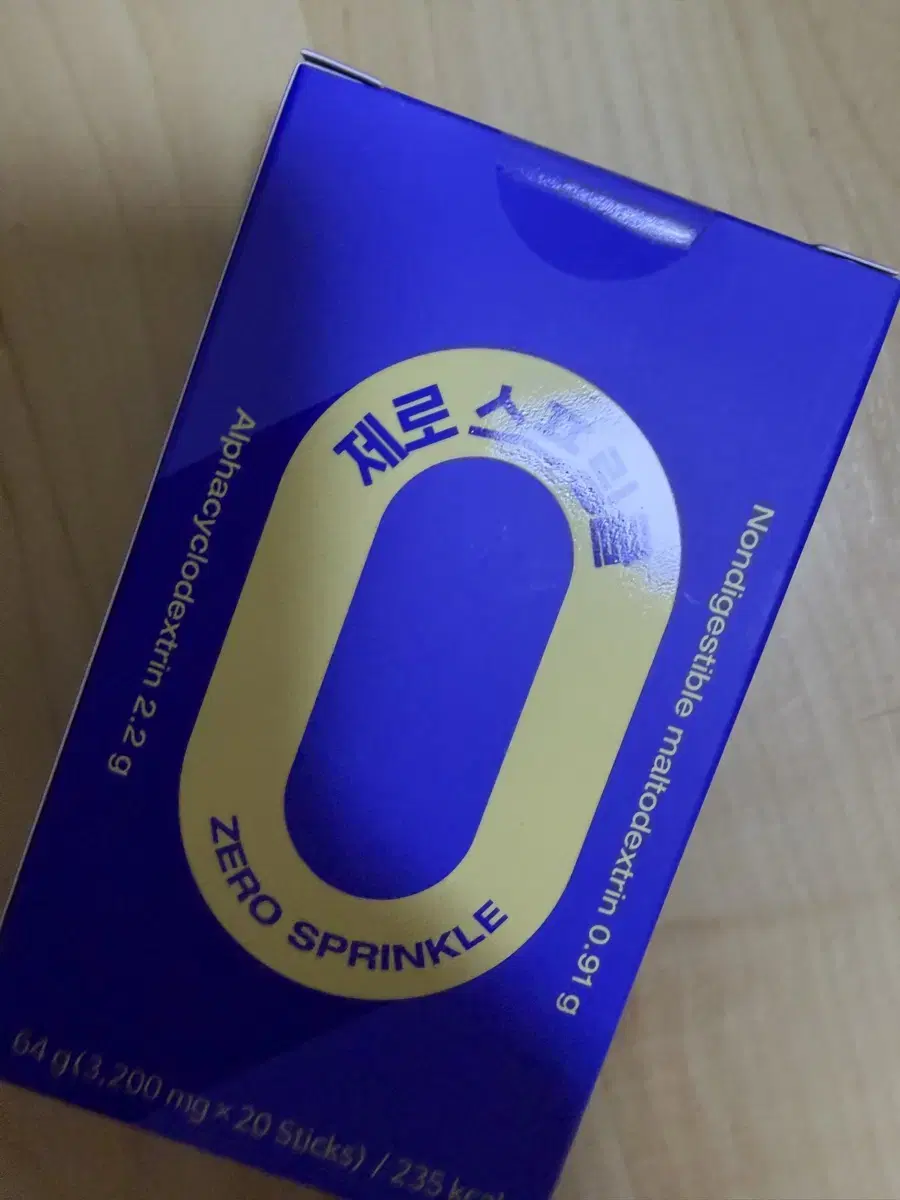 제로 스프링클
Alphacyclodextrin 2.2 g
Nondigestible maltodextrin 0.91 g
ZERO SPRINKLE
64 g(3,200 mg × 20 Sticks) / 235 kcal